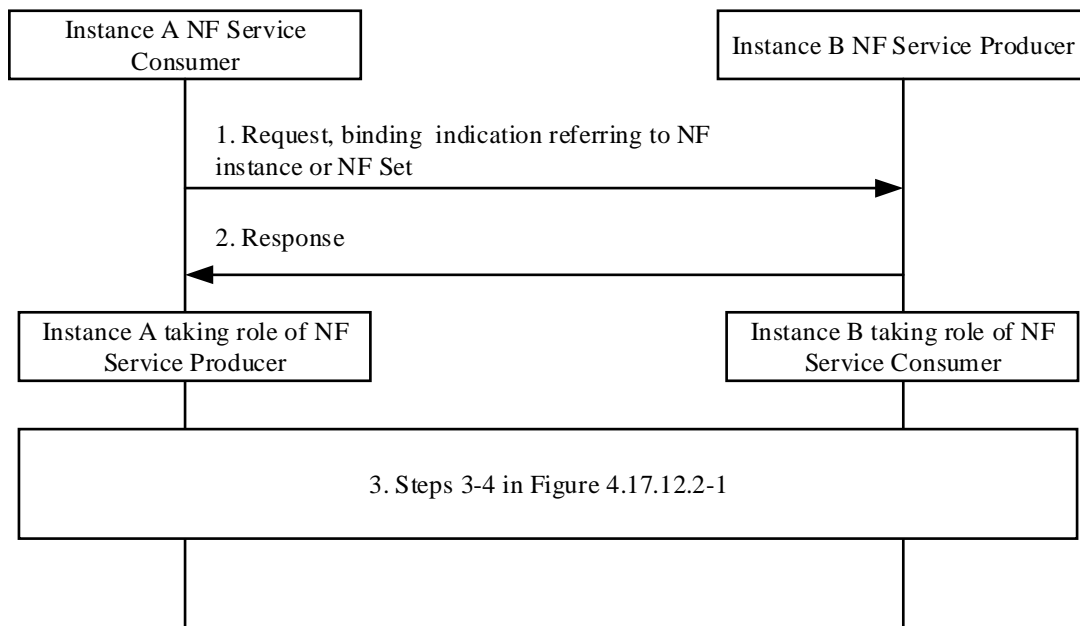 Instance A NF Service
Consumer
Instance B NF Service Producer
1. Request, binding indication referring to NF
instance or NF Set
2. Response
Instance A taking role of NF
Service Producer
Instance B taking role of NF
Service Consumer
3. Steps 3-4 in Figure 4.17.12.2-1